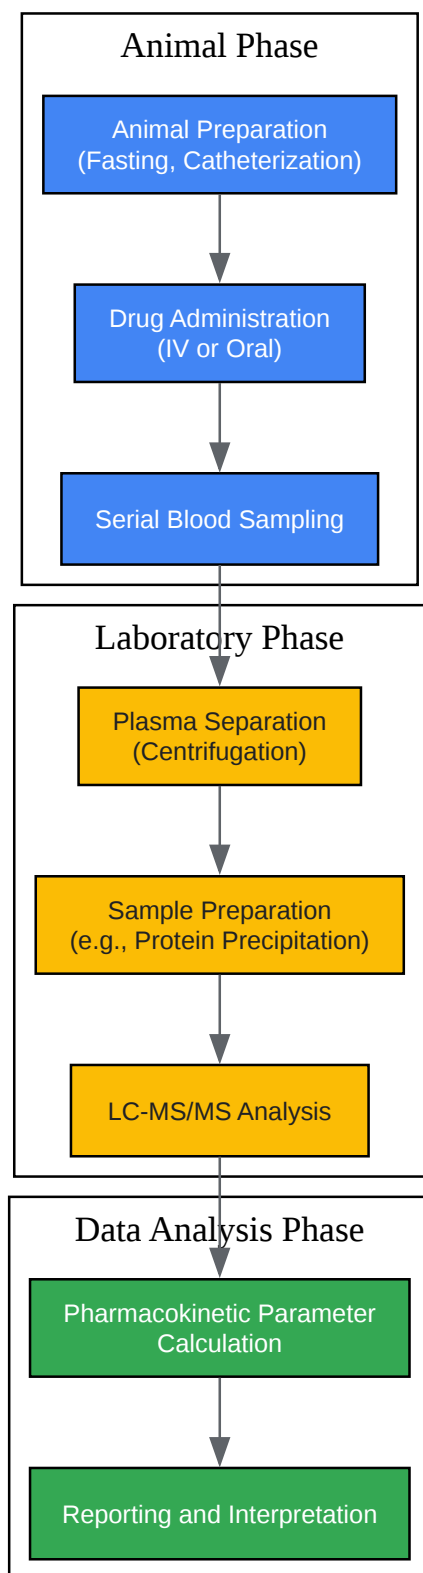 Animal Phase
Animal Preparation
(Fasting, Catheterization)
Drug Administration
(IV or Oral)
Serial Blood Sampling
Laboratory Phase
Plasma Separation
(Centrifugation)
Sample Preparation
(e.g., Protein Precipitation)
LC-MS/MS Analysis
Data Analysis Phase
Pharmacokinetic Parameter
Calculation
Reporting and Interpretation